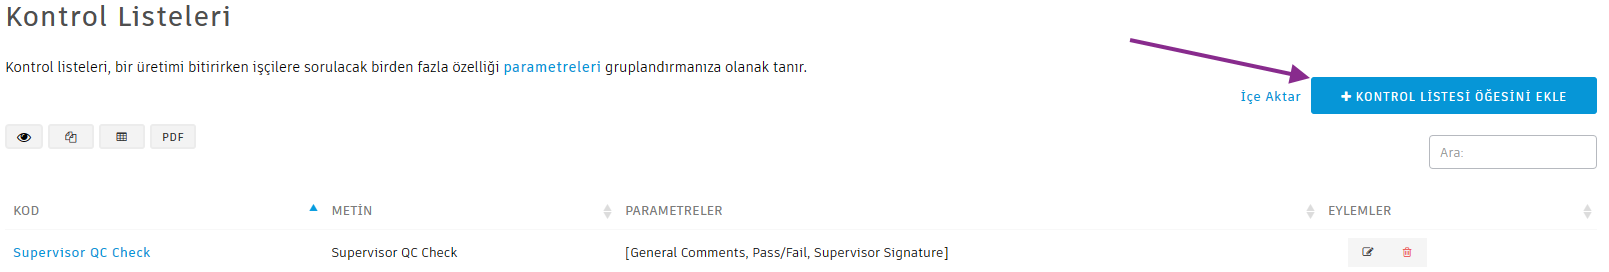 Kontrol Listeleri
Kontrol listeleri, bir üretimi bitirirken işçilere sorulacak birden fazla özelliği parametreleri gruplandırmanıza olanak tanır.
İçe Aktar + KONTROL LİSTESİ ÖĞESİNİ EKLE
PDF
Ara:
KOD METİN PARAMETRELER EYLEMLER
Supervisor QC Check Supervisor QC Check [General Comments, Pass/Fail, Supervisor Signature]